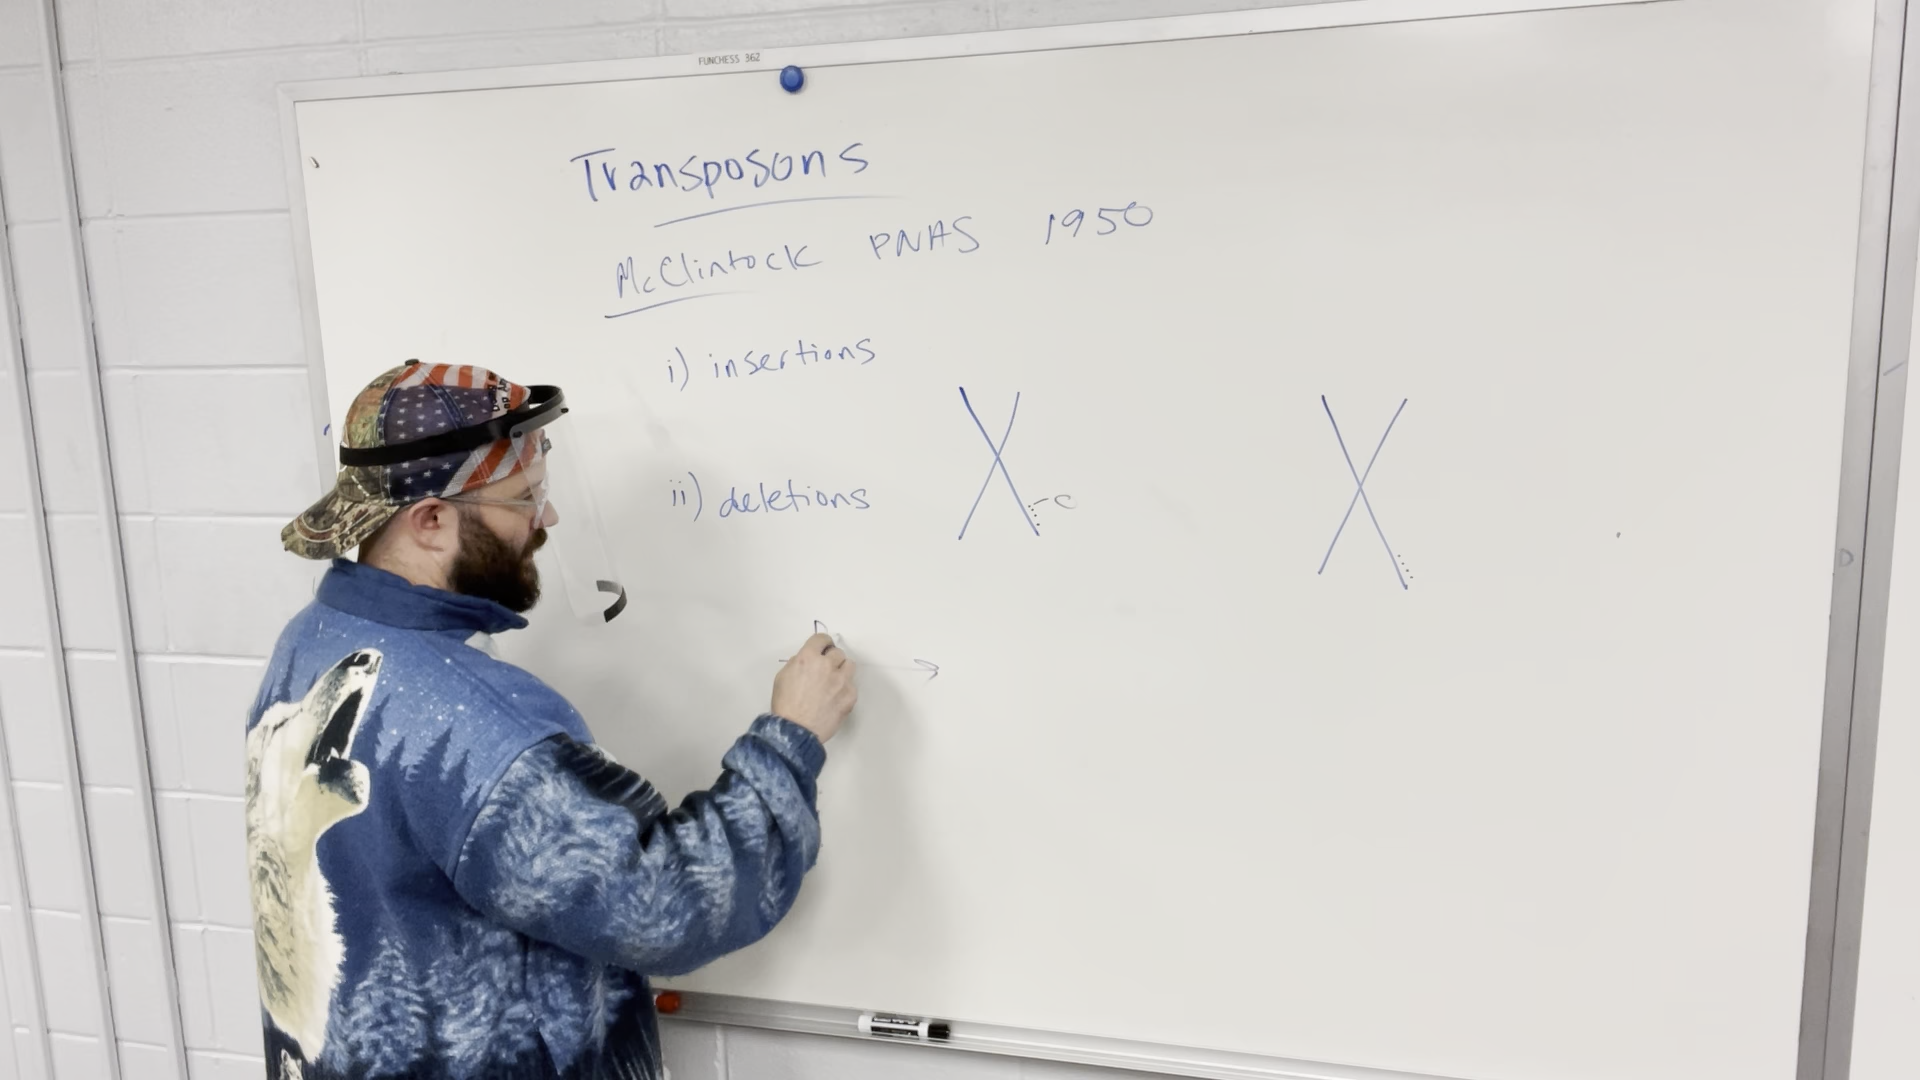 FUNCHESS 362
Transposons
McClintock PNAS 1950
i) insertions
ii) deletions
c